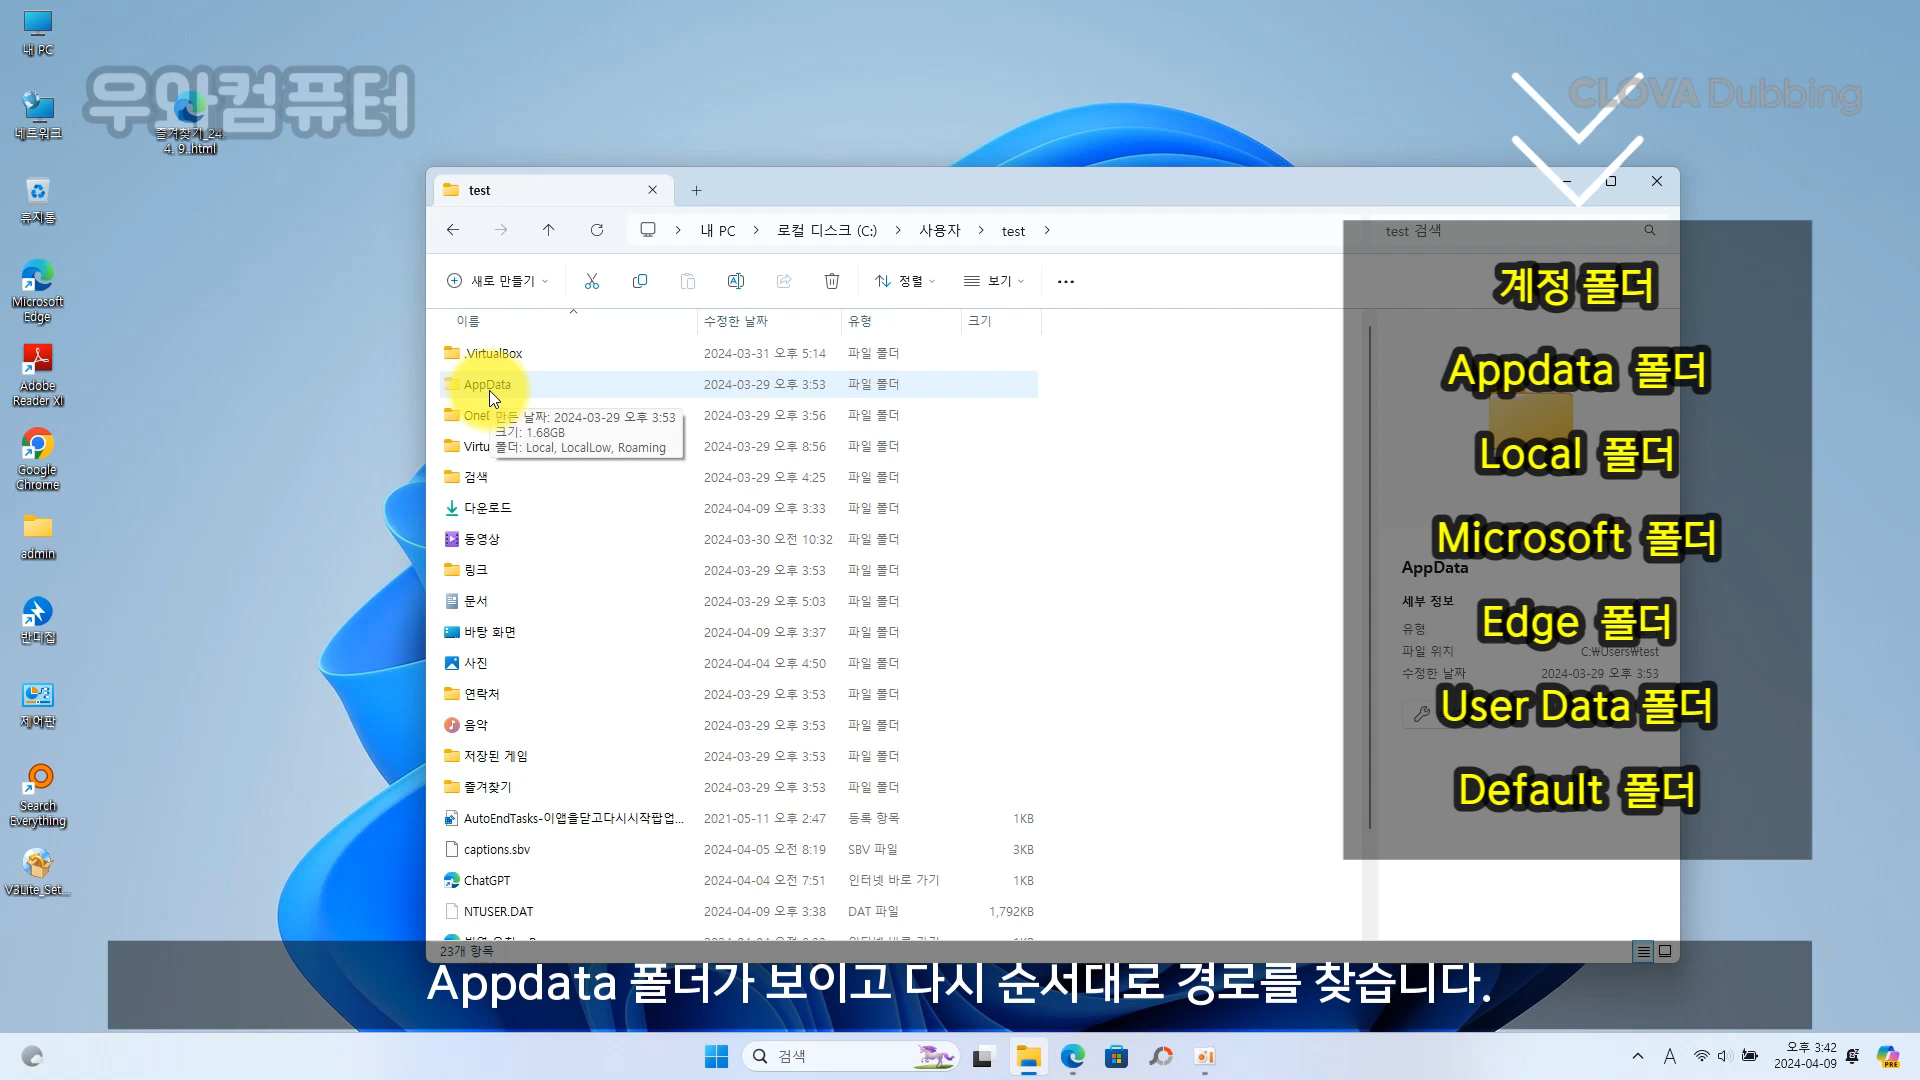 내 PC
네트워크
휴지통
Microsoft
Edge
Adobe
Reader XI
Google
Chrome
admin
반디집
제어판
Search
Everything
V3Lite_Set...
우와컴퓨터
즐겨찾기_24.
4. 9..html
CLOVA Dubbing
test
내 PC > 로컬 디스크 (C:) > 사용자 > test >
test 검색
새로 만들기
정렬
보기
이름 수정한 날짜 유형 크기
.VirtualBox 2024-03-31 오후 5:14 파일 폴더
AppData 2024-03-29 오후 3:53 파일 폴더
2024-03-29 오후 3:56 파일 폴더
2024-03-29 오후 8:56 파일 폴더
만든 날짜: 2024-03-29 오후 3:53
크기: 1.68GB
폴더: Local, LocalLow, Roaming
검색 2024-03-29 오후 4:25 파일 폴더
다운로드 2024-04-09 오후 3:33 파일 폴더
동영상 2024-03-30 오전 10:32 파일 폴더
링크 2024-03-29 오후 3:53 파일 폴더
문서 2024-03-29 오후 5:03 파일 폴더
바탕 화면 2024-04-09 오후 3:37 파일 폴더
사진 2024-04-04 오후 4:50 파일 폴더
연락처 2024-03-29 오후 3:53 파일 폴더
음악 2024-03-29 오후 3:53 파일 폴더
저장된 게임 2024-03-29 오후 3:53 파일 폴더
즐겨찾기 2024-03-29 오후 3:53 파일 폴더
AutoEndTasks-이앱을닫고다시시작팝업... 2021-05-11 오후 2:47 등록 항목 1KB
captions.sbv 2024-04-05 오전 8:19 SBV 파일 3KB
ChatGPT 2024-04-04 오전 7:51 인터넷 바로 가기 1KB
NTUSER.DAT 2024-04-09 오후 3:38 DAT 파일 1,792KB
23개 항목
계정 폴더
Appdata 폴더
Local 폴더
Microsoft 폴더
AppData
세부 정보
Edge 폴더
유형
파일 위치 C:₩Users₩test
수정한 날짜 2024-03-29 오후 3:53
User Data 폴더
Default 폴더
Appdata 폴더가 보이고 다시 순서대로 경로를 찾습니다.
검색
A
오후 3:42
2024-04-09
PRE